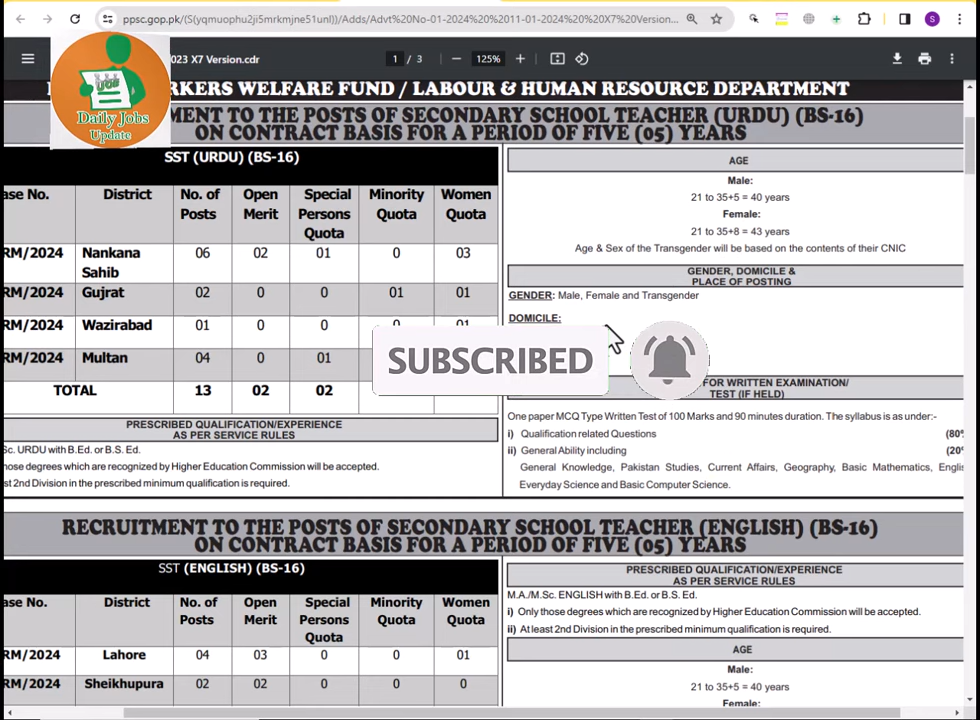 ppsc.gop.pk/(S(yqmuophu2ji5mrkmjne51unl))/Adds/Advt%20No-01-2024%20%2011-01-2024%20%20X7%20Version...
S
023 X7 Version.cdr
1 / 3
125%
Daily Jobs
Update
RKERS WELFARE FUND / LABOUR & HUMAN RESOURCE DEPARTMENT
MENT TO THE POSTS OF SECONDARY SCHOOL TEACHER (URDU) (BS-16)
ON CONTRACT BASIS FOR A PERIOD OF FIVE (05) YEARS
SST (URDU) (BS-16)
ase No. District No. of Posts Open Merit Special Persons Quota Minority Quota Women Quota
RM/2024 Nankana Sahib 06 02 01 0 03
RM/2024 Gujrat 02 0 0 01 01
RM/2024 Wazirabad 01 0 0 0 01
RM/2024 Multan 04 0 01
TOTAL 13 02 02
PRESCRIBED QUALIFICATION/EXPERIENCE
AS PER SERVICE RULES
Sc. URDU with B.Ed. or B.S. Ed.
hose degrees which are recognized by Higher Education Commission will be accepted.
st 2nd Division in the prescribed minimum qualification is required.
AGE
Male:
21 to 35+5 = 40 years
Female:
21 to 35+8 = 43 years
Age & Sex of the Transgender will be based on the contents of their CNIC
GENDER, DOMICILE &
PLACE OF POSTING
GENDER: Male, Female and Transgender
DOMICILE:
SUBSCRIBED
FOR WRITTEN EXAMINATION/
TEST (IF HELD)
One paper MCQ Type Written Test of 100 Marks and 90 minutes duration. The syllabus is as under:-
i) Qualification related Questions (80%
ii) General Ability including (20%
General Knowledge, Pakistan Studies, Current Affairs, Geography, Basic Mathematics, Englis
Everyday Science and Basic Computer Science.
RECRUITMENT TO THE POSTS OF SECONDARY SCHOOL TEACHER (ENGLISH) (BS-16)
ON CONTRACT BASIS FOR A PERIOD OF FIVE (05) YEARS
SST (ENGLISH) (BS-16)
ase No. District No. of Posts Open Merit Special Persons Quota Minority Quota Women Quota
RM/2024 Lahore 04 03 0 0 01
RM/2024 Sheikhupura 02 02 0 0 0
PRESCRIBED QUALIFICATION/EXPERIENCE
AS PER SERVICE RULES
M.A./M.Sc. ENGLISH with B.Ed. or B.S. Ed.
i) Only those degrees which are recognized by Higher Education Commission will be accepted.
ii) At least 2nd Division in the prescribed minimum qualification is required.
AGE
Male:
21 to 35+5 = 40 years
Female: